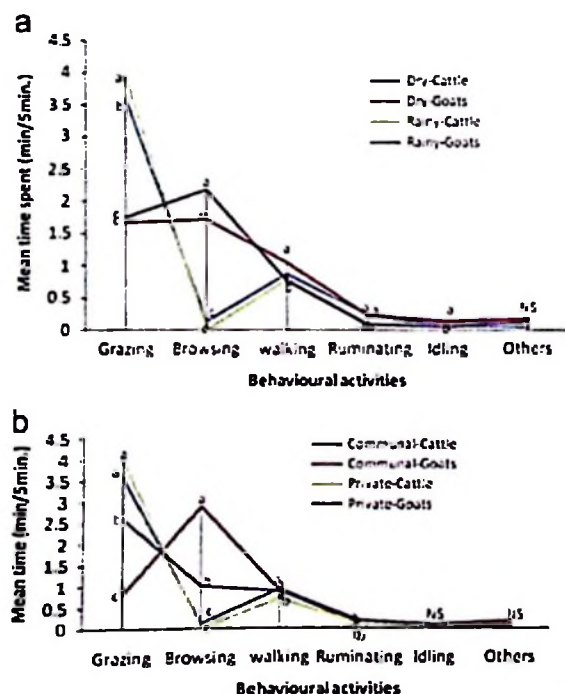 a
Mean time spent (min/5min.)
4.5
4
3.5
3
2.5
2
1.5
1
0.5
0
Dry-Cattle
Dry-Goats
Rainy-Cattle
Rainy-Goats
a
b
a
a
a
NS
Grazing Browsing walking Ruminating Idling Others
Behavioural activities
b
Mean time (min/5min.)
4.5
4
3.5
3
2.5
2
1.5
1
0.5
0
Communal-Cattle
Communal-Goats
Private-Cattle
Private-Goats
a
a
b
a
NS
NS
Grazing Browsing walking Ruminating Idling Others
Behavioural activities